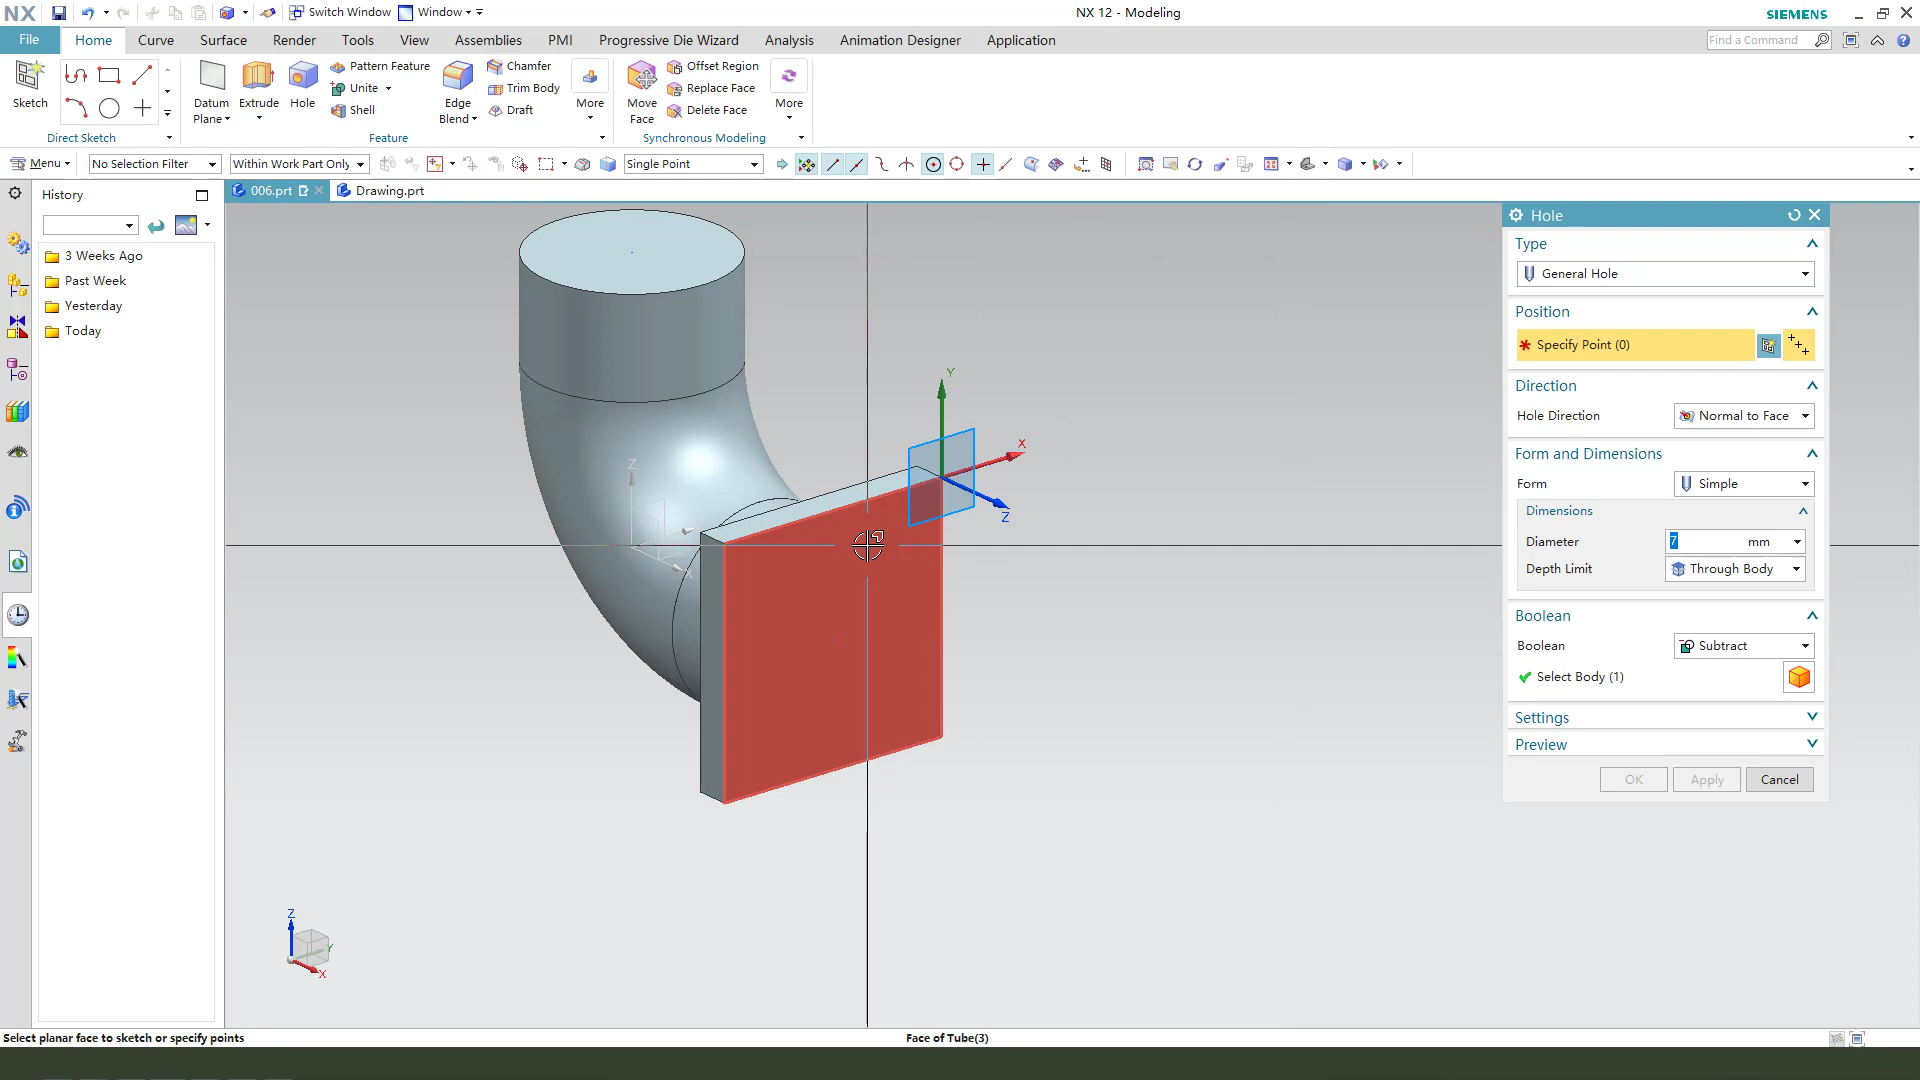 NX
Switch Window
Window
NX 12 - Modeling
SIEMENS
File
Home
Curve
Surface
Render
Tools
View
Assemblies
PMI
Progressive Die Wizard
Analysis
Animation Designer
Application
Find a Command
Sketch
Direct Sketch
Datum
Plane
Extrude
Hole
Pattern Feature
Unite
Shell
Edge
Blend
Chamfer
Trim Body
Draft
More
Feature
Move
Face
Offset Region
Replace Face
Delete Face
More
Synchronous Modeling
Menu
No Selection Filter
Within Work Part Only
Single Point
History
006.prt
Drawing.prt
3 Weeks Ago
Past Week
Yesterday
Today
Y
X
Z
Z
X
Z
Y
X
Hole
Type
General Hole
Position
* Specify Point (0)
Direction
Hole Direction
Normal to Face
Form and Dimensions
Form
Simple
Dimensions
Diameter
7 mm
Depth Limit
Through Body
Boolean
Boolean
Subtract
Select Body (1)
Settings
Preview
OK
Apply
Cancel
Select planar face to sketch or specify points
Face of Tube(3)